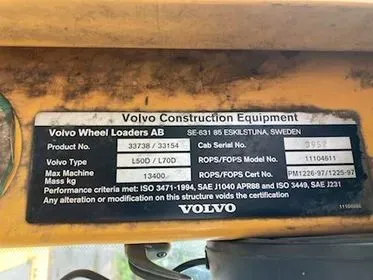 Volvo Construction Equipment
Volvo Wheel Loaders AB SE-631 85 ESKILSTUNA, SWEDEN
Product No. 33738 / 33154 Cab Serial No.
Volvo Type L50D / L70D ROPS/FOPS Model No. 11104611
Max Machine Mass kg 13400 ROPS/FOPS Cert No. PM1226-97/1225-97
Performance criteria met: ISO 3471-1994, SAE J1040 APR88 and ISO 3449, SAE J231
Any alteration or modification on this structure voids the certification
VOLVO